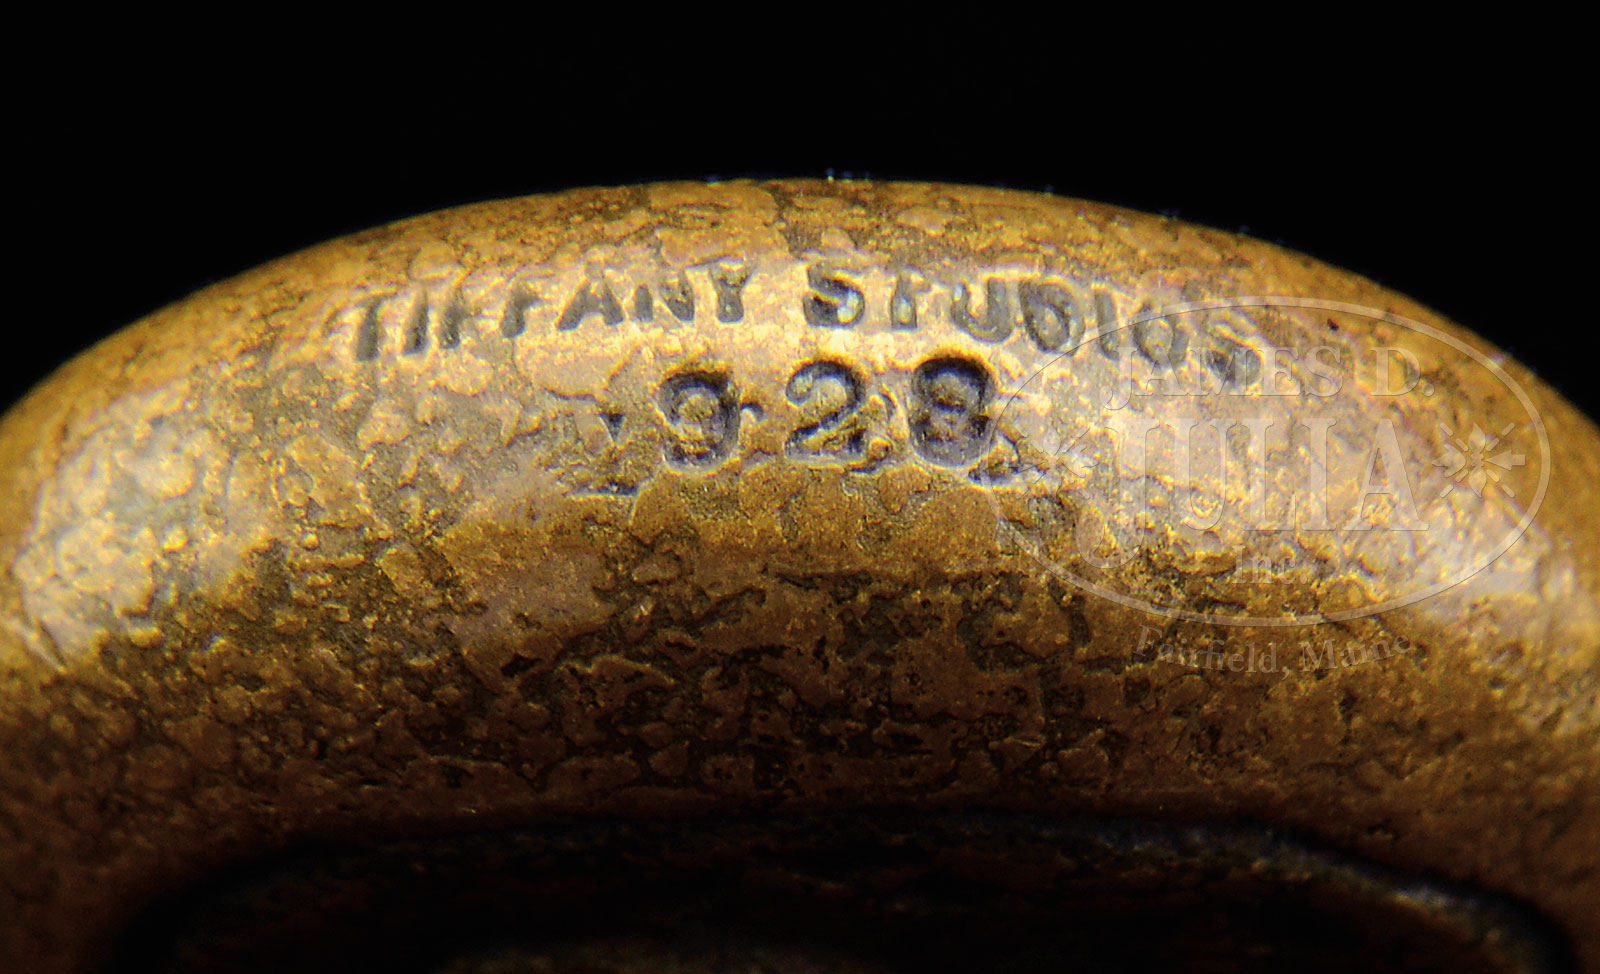 TIFFANY STUDIOS
928
JAMES D.
JULIA
Inc.
Fairfield, Maine